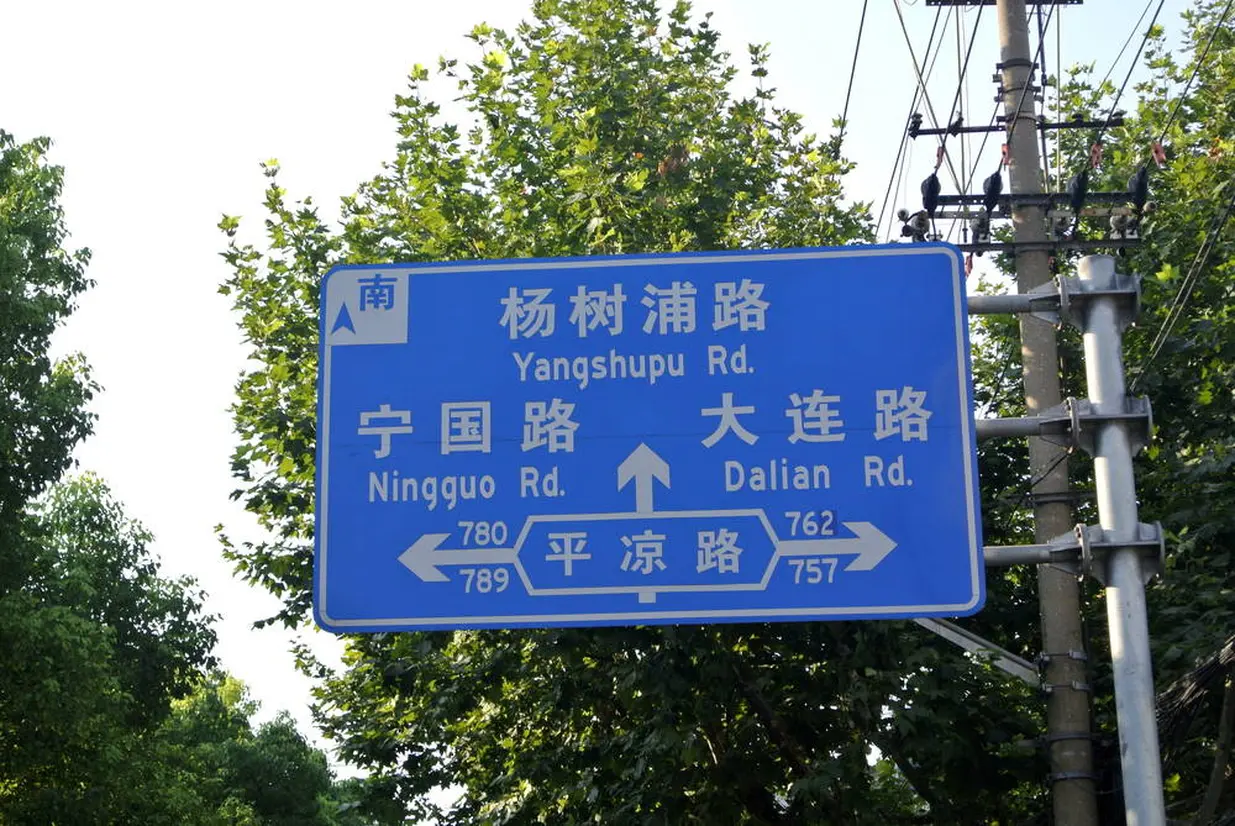 南
杨树浦路
Yangshupu Rd.
宁国路 大连路
Ningguo Rd. Dalian Rd.
780 762
平凉路
789 757